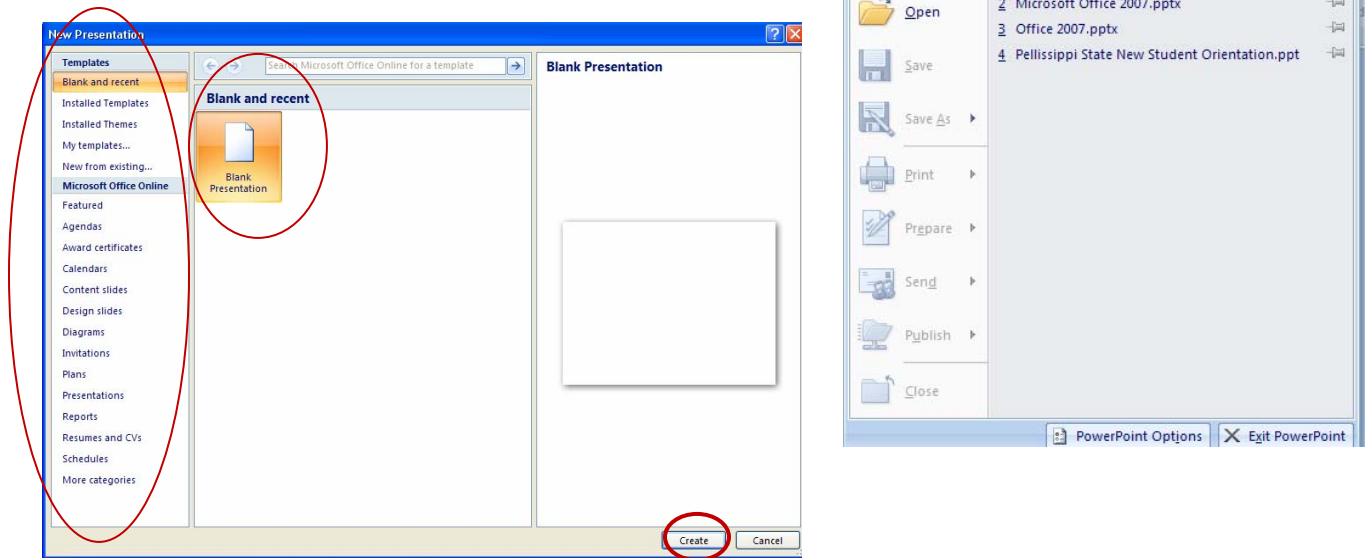 New Presentation
Templates
Blank and recent
Installed Templates
Installed Themes
My templates...
New from existing...
Microsoft Office Online
Featured
Agendas
Award certificates
Calendars
Content slides
Design slides
Diagrams
Invitations
Plans
Presentations
Reports
Resumes and CVs
Schedules
More categories
Search Microsoft Office Online for a template
Blank and recent
Blank
Presentation
Blank Presentation
Create
Cancel
Open
Save
Save As
Print
Prepare
Send
Publish
Close
2 Microsoft Office 2007.pptx
3 Office 2007.pptx
4 Pellissippi State New Student Orientation.ppt
PowerPoint Options
Exit PowerPoint